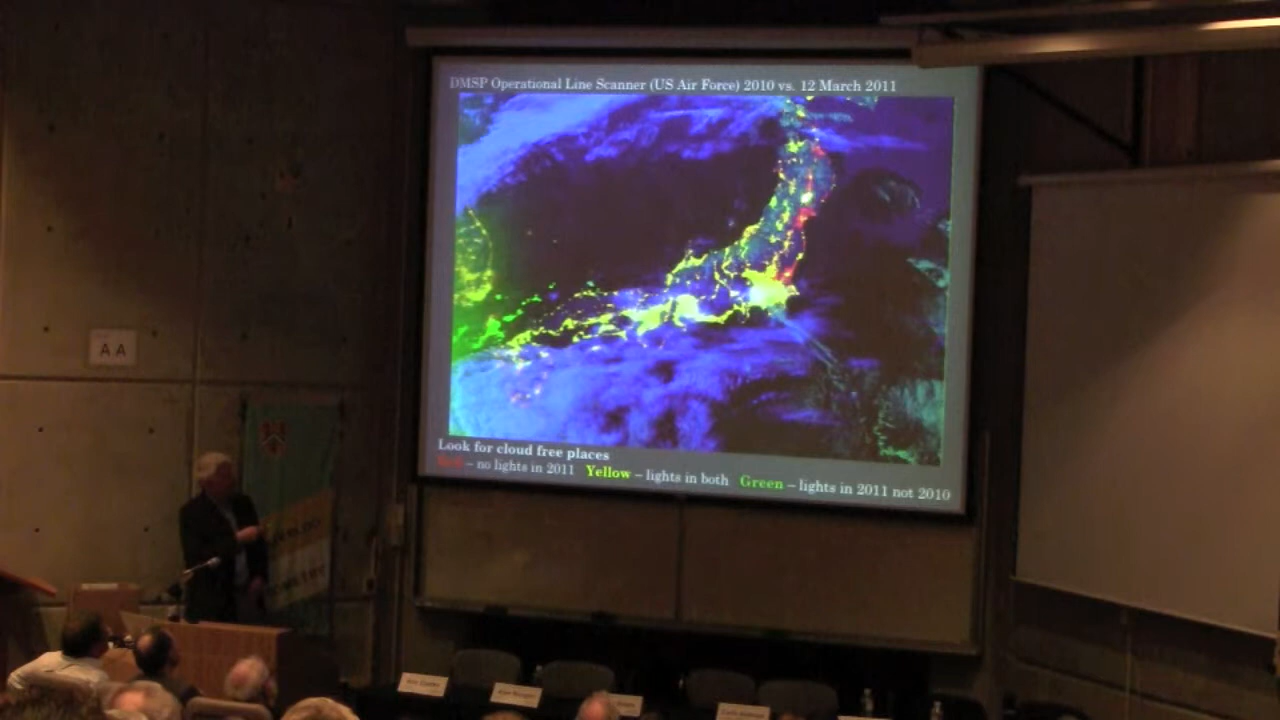 DMSP Operational Line Scanner (US Air Force) 2010 vs. 12 March 2011
Look for cloud free places
Red – no lights in 2011 Yellow – lights in both Green – lights in 2011 not 2010
A A